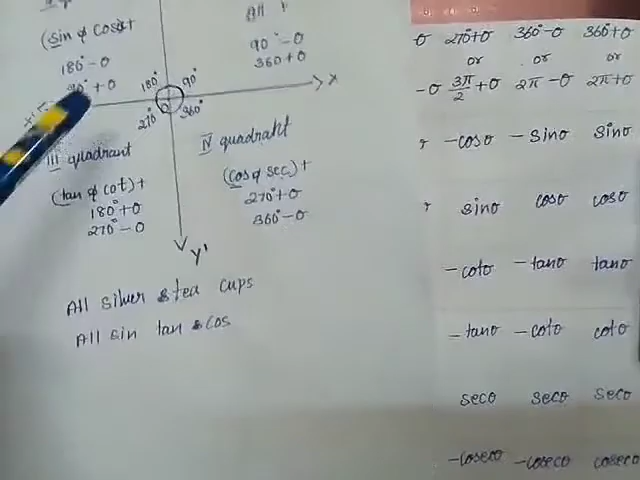 (sin & cosec)+
180°-θ
90°+θ
All +
90°-θ
360+θ
180°
90°
270°
360°
X
III quadrant
(tan & cot)+
180°+θ
270°-θ
IV quadrant
(cos & sec)+
270°+θ
360°-θ
Y'
All silver tea cups
All sin tan cos
θ 270°+θ 360°-θ 360°+θ
or or or
-θ 3π/2+θ 2π-θ 2π+θ
-cosθ -sinθ sinθ
sinθ cosθ cosθ
-cotθ -tanθ tanθ
-tanθ -cotθ cotθ
secθ secθ secθ
-cosecθ -cosecθ cosecθ